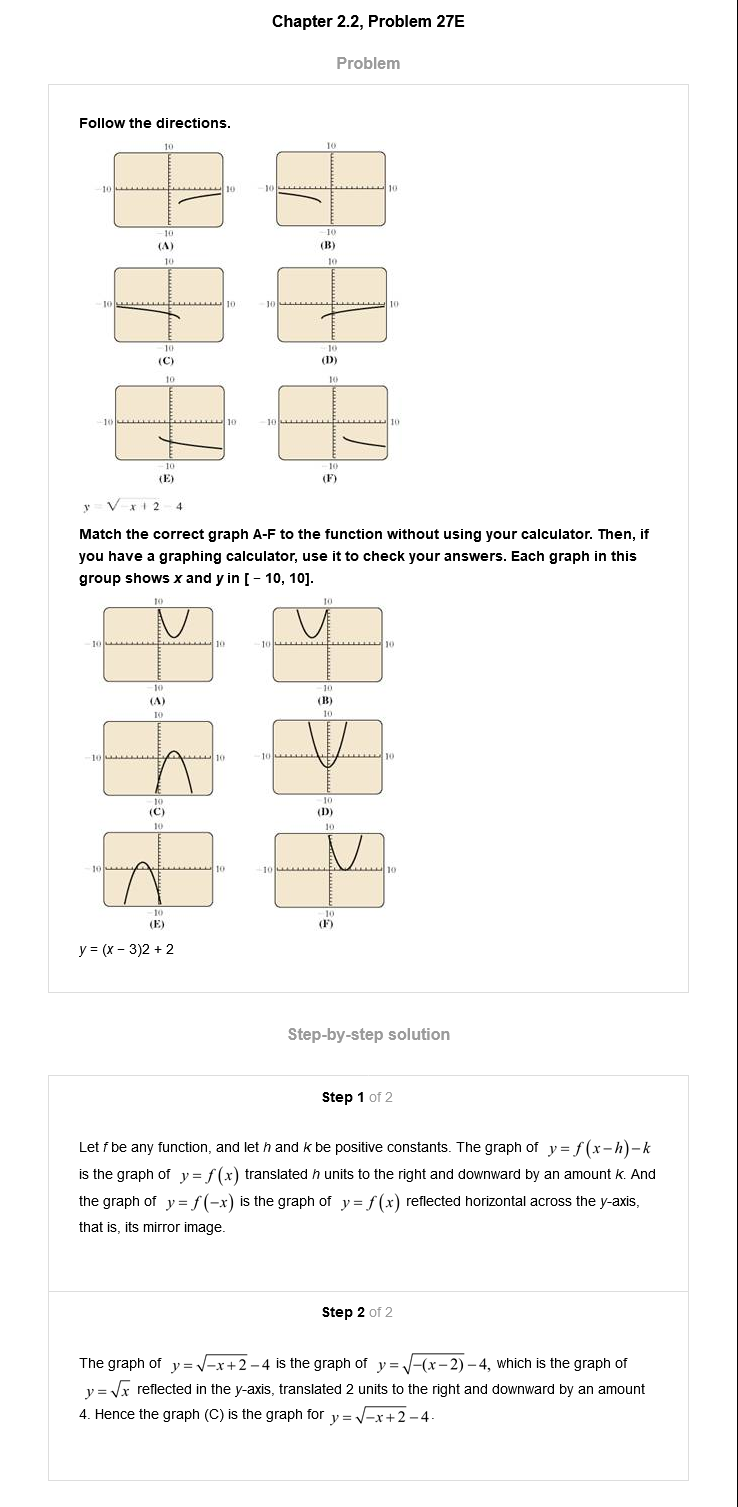 Chapter 2.2, Problem 27E
Problem
Follow the directions.
10 10
-10 10 -10 10
-10 -10
(A) (B)
10 10
-10 10 -10 10
-10 -10
(C) (D)
10 10
-10 10 -10 10
-10 -10
(E) (F)
y = √-x + 2 - 4
Match the correct graph A-F to the function without using your calculator. Then, if
you have a graphing calculator, use it to check your answers. Each graph in this
group shows x and y in [ − 10, 10].
10 10
-10 10 -10 10
-10 -10
(A) (B)
10 10
-10 10 -10 10
-10 -10
(C) (D)
10 10
-10 10 -10 10
-10 -10
(E) (F)
y = (x − 3)2 + 2
Step-by-step solution
Step 1 of 2
Let f be any function, and let h and k be positive constants. The graph of y = f(x−h)−k
is the graph of y = f(x) translated h units to the right and downward by an amount k. And
the graph of y = f(−x) is the graph of y = f(x) reflected horizontal across the y-axis,
that is, its mirror image.
Step 2 of 2
The graph of y = √−x+2 − 4 is the graph of y = √−(x−2) − 4, which is the graph of
y = √x reflected in the y-axis, translated 2 units to the right and downward by an amount
4. Hence the graph (C) is the graph for y = √−x+2 − 4.